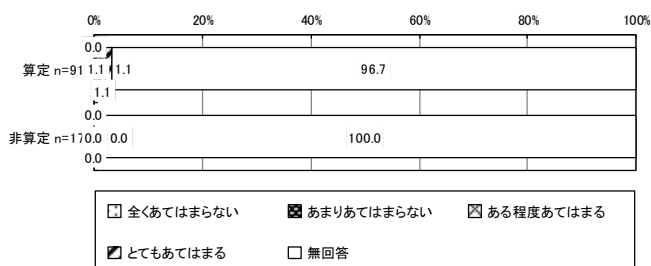 0% 20% 40% 60% 80% 100%
0.0
算定 n=91 1.1 1.1 96.7
1.1
0.0
非算定 n=17 0.0 0.0 100.0
0.0
全くあてはまらない あまりあてはまらない ある程度あてはまる
とてもあてはまる 無回答